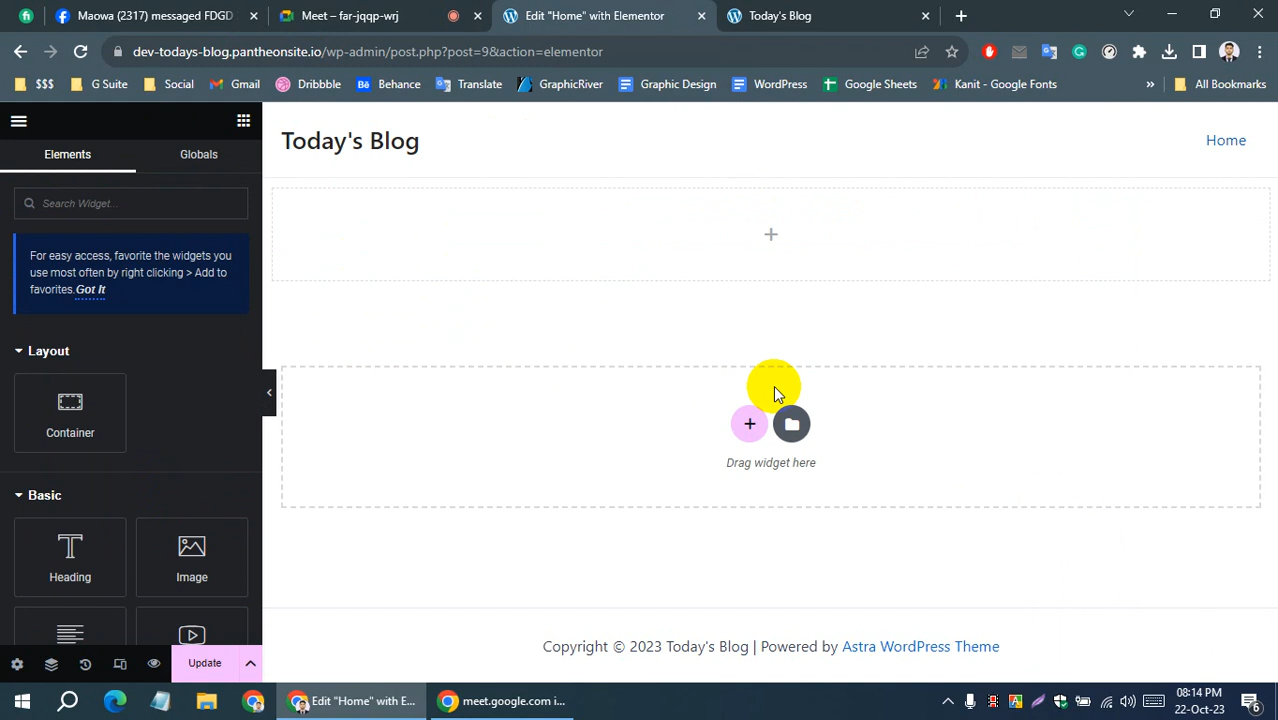 Maowa (2317) messaged FDGD
Meet – far-jqqp-wrj
Edit "Home" with Elementor
Today's Blog
dev-todays-blog.pantheonsite.io/wp-admin/post.php?post=9&action=elementor
$$$
G Suite
Social
Gmail
Dribbble
Behance
Translate
GraphicRiver
Graphic Design
WordPress
Google Sheets
Kanit - Google Fonts
»
All Bookmarks
Elements
Globals
Search Widget...
For easy access, favorite the widgets you
use most often by right clicking > Add to
favorites. Got It
Layout
Container
Basic
Heading
Image
Update
Today's Blog
Home
Drag widget here
Copyright © 2023 Today's Blog | Powered by Astra WordPress Theme
Edit "Home" with E...
meet.google.com i...
08:14 PM
22-Oct-23
6